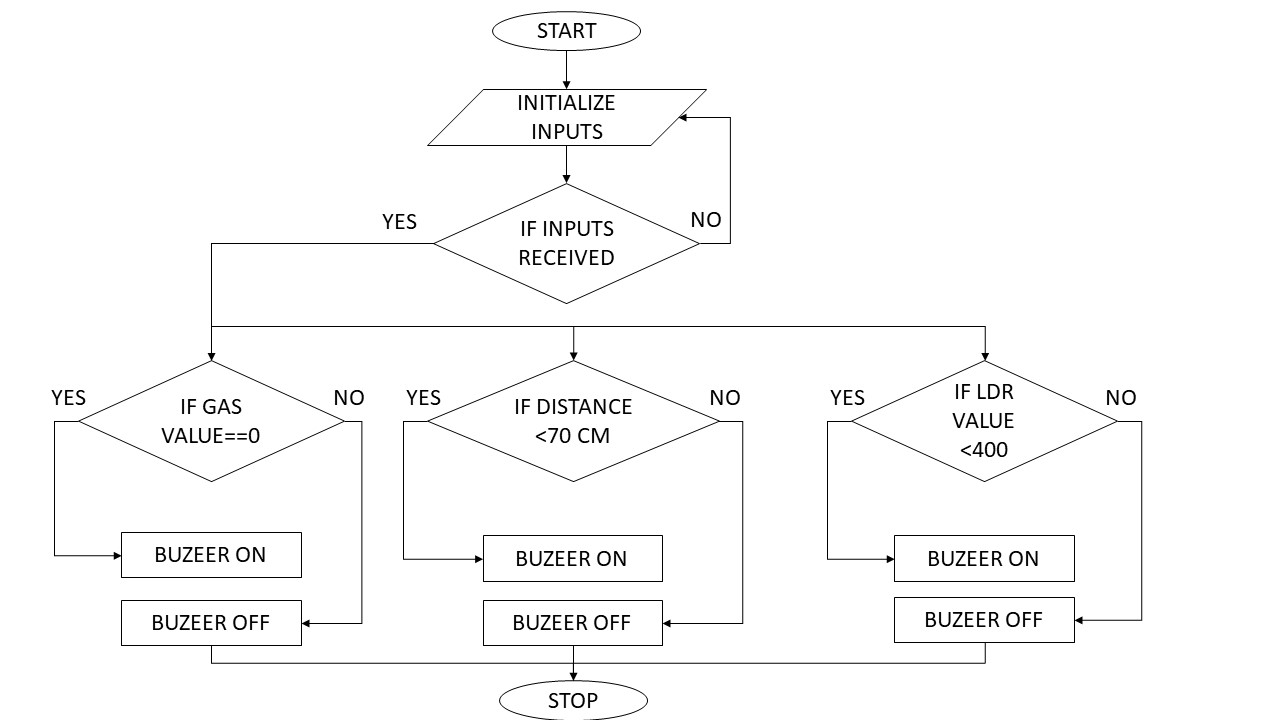 START
INITIALIZE
INPUTS
YES
NO
IF INPUTS
RECEIVED
YES
IF GAS
VALUE==0
NO
YES
IF DISTANCE
<70 CM
NO
YES
IF LDR
VALUE
<400
NO
BUZEER ON
BUZEER ON
BUZEER ON
BUZEER OFF
BUZEER OFF
BUZEER OFF
STOP